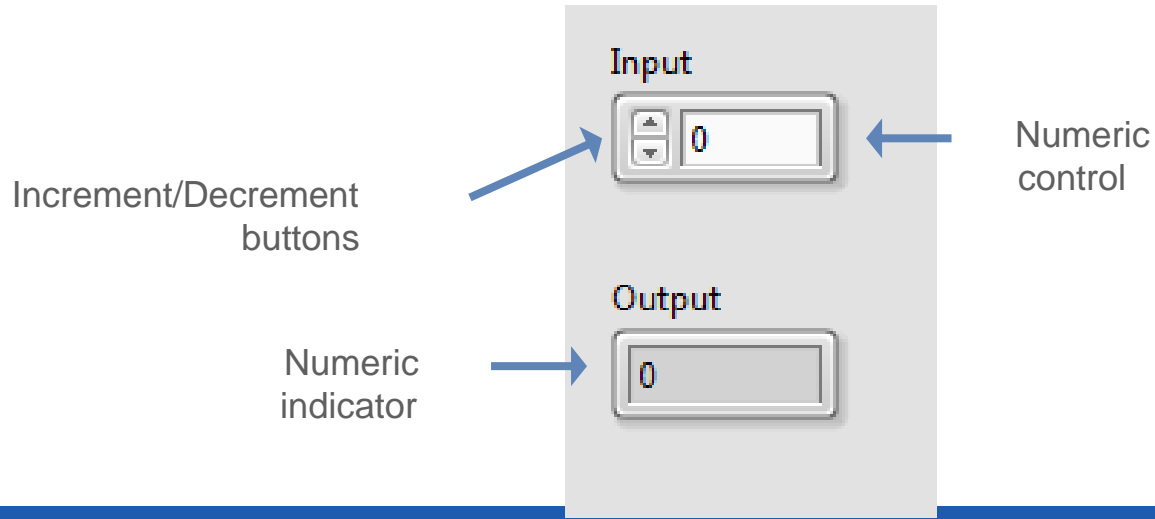 Input
0
Numeric
control
Increment/Decrement
buttons
Output
0
Numeric
indicator